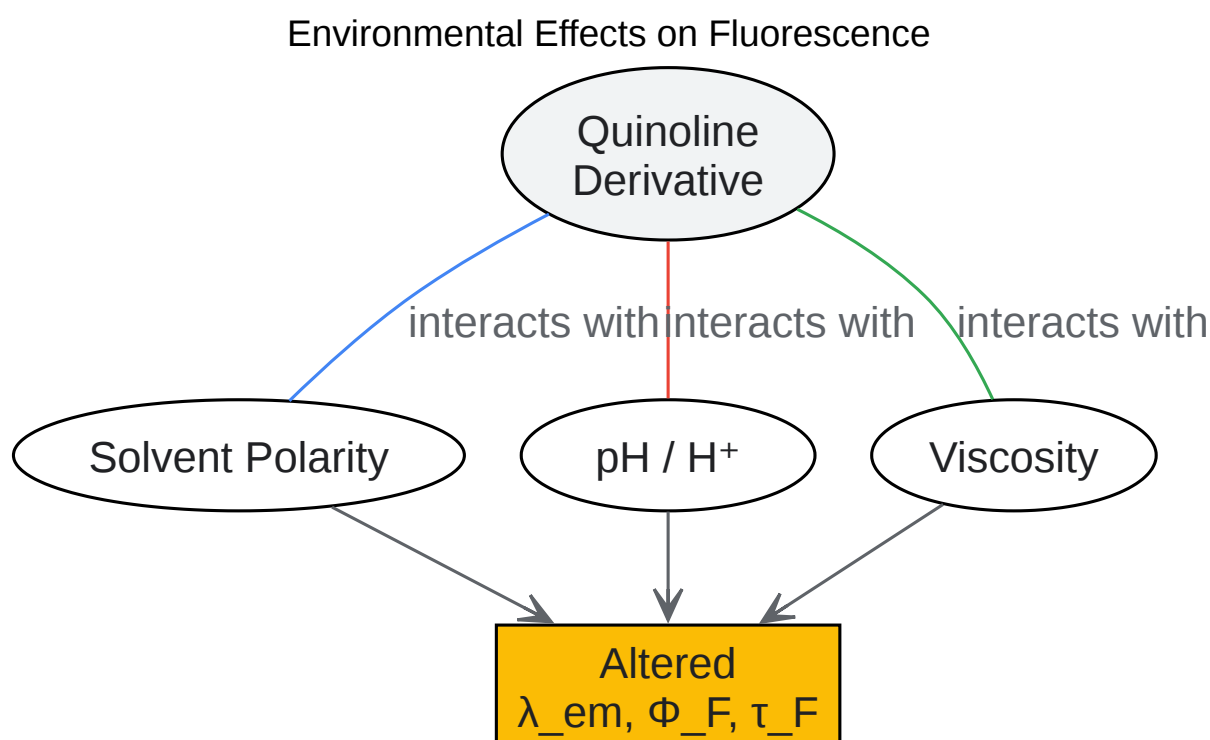 Environmental Effects on Fluorescence
Quinoline
Derivative
interacts with
interacts with
interacts with
Solvent Polarity
pH / H⁺
Viscosity
Altered
λ_em, Φ_F, τ_F